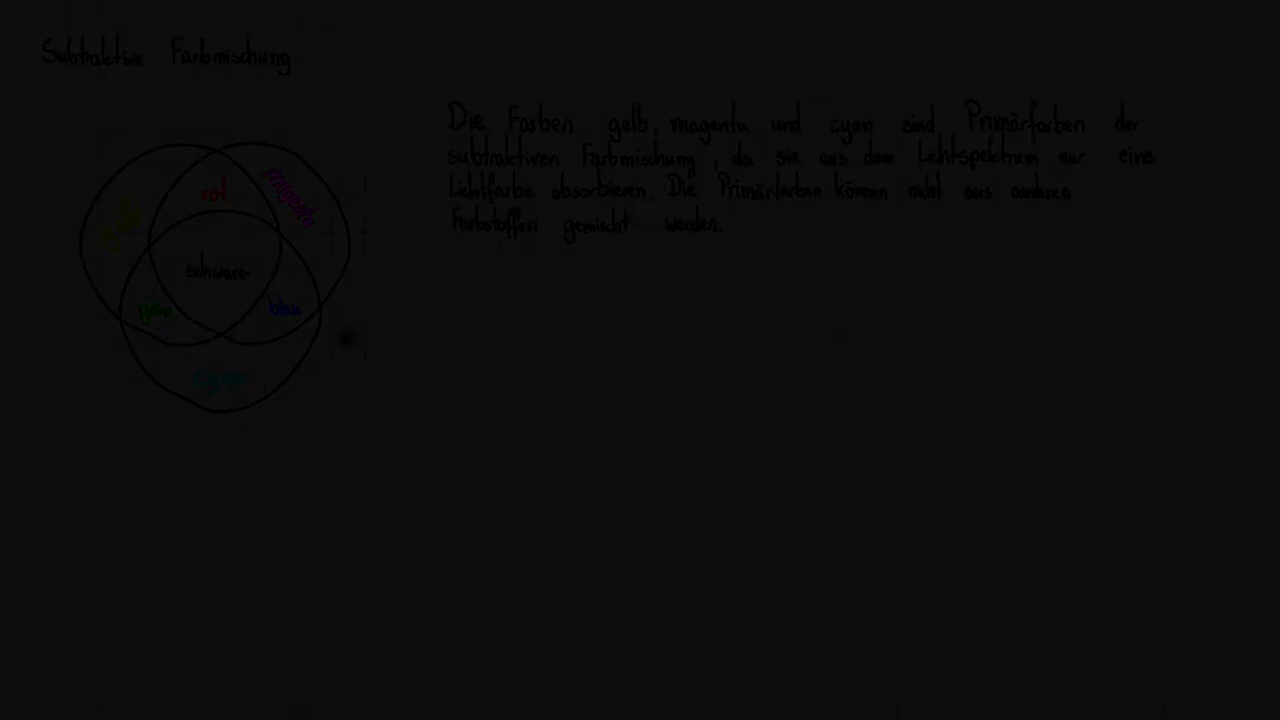 Subtraktive Farbmischung
Die Farben gelb, magenta und cyan sind Primärfarben der
subtraktiven Farbmischung, da sie aus dem Lichtspektrum nur eine
Lichtfarbe absorbieren. Die Primärfarben können nicht aus anderen
Farbstoffen gemischt werden.
gelb
rot
magenta
schwarz
grün
blau
cyan